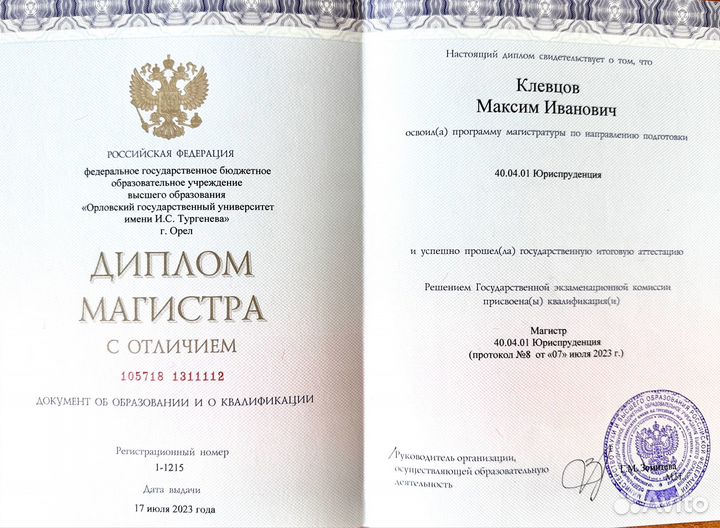 РОССИЙСКАЯ ФЕДЕРАЦИЯ
федеральное государственное бюджетное
образовательное учреждение
высшего образования
«Орловский государственный университет
имени И.С. Тургенева»
г. Орел
ДИПЛОМ
МАГИСТРА
С ОТЛИЧИЕМ
105718 1311112
ДОКУМЕНТ ОБ ОБРАЗОВАНИИ И О КВАЛИФИКАЦИИ
Регистрационный номер
1-1215
Дата выдачи
17 июля 2023 года
Настоящий диплом свидетельствует о том, что
Клевцов
Максим Иванович
освоил(а) программу магистратуры по направлению подготовки
40.04.01 Юриспруденция
и успешно прошел(ла) государственную итоговую аттестацию
Решением Государственной экзаменационной комиссии
присвоена(ы) квалификация(и)
Магистр
40.04.01 Юриспруденция
(протокол №8 от «07» июля 2023 г.)
Руководитель организации,
осуществляющей образовательную
деятельность
Г.М.
Avito